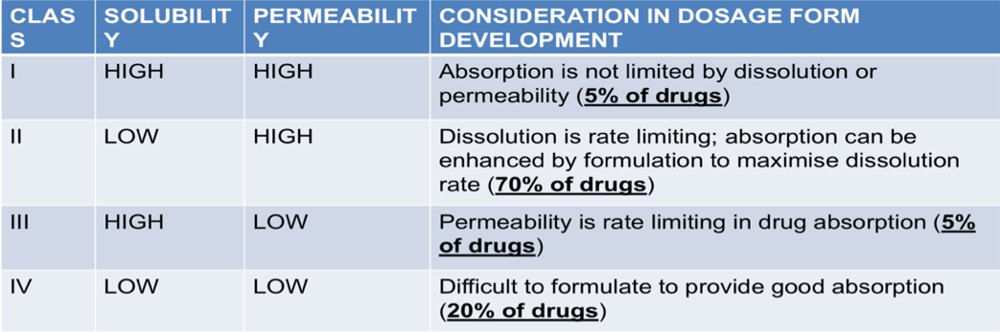 CLAS SOLUBILIT PERMEABILIT CONSIDERATION IN DOSAGE FORM
S Y Y DEVELOPMENT
I HIGH HIGH Absorption is not limited by dissolution or
permeability (5% of drugs)
II LOW HIGH Dissolution is rate limiting; absorption can be
enhanced by formulation to maximise dissolution
rate (70% of drugs)
III HIGH LOW Permeability is rate limiting in drug absorption (5%
of drugs)
IV LOW LOW Difficult to formulate to provide good absorption
(20% of drugs)